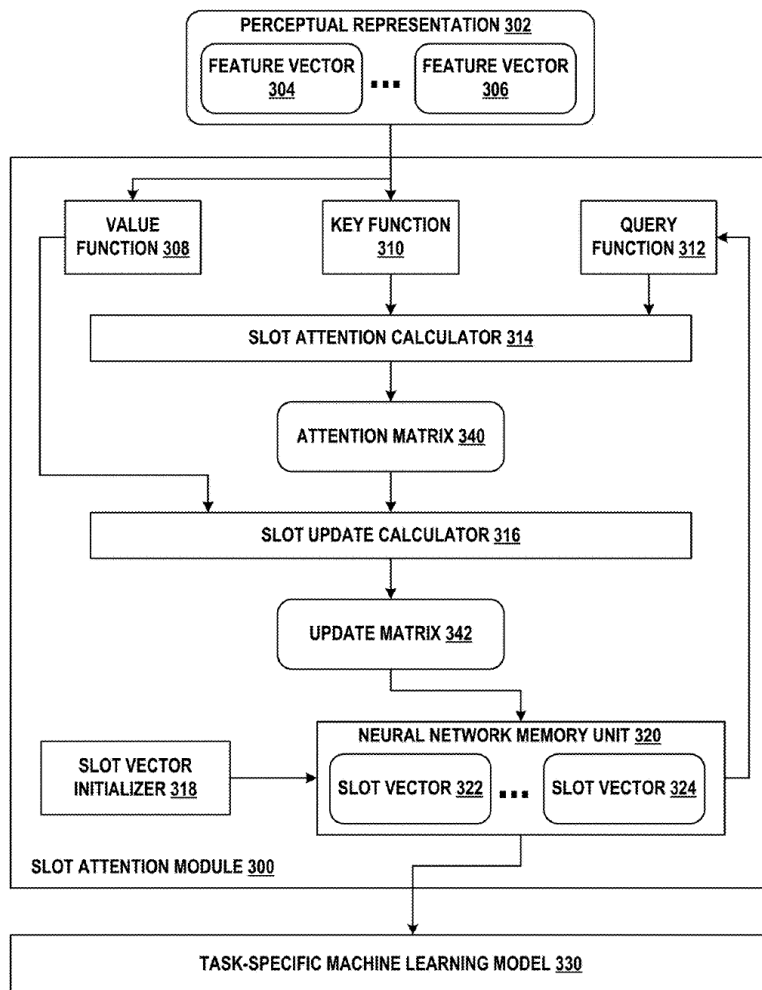 PERCEPTUAL REPRESENTATION 302
FEATURE VECTOR
304
...
FEATURE VECTOR
306
VALUE
FUNCTION 308
KEY FUNCTION
310
QUERY
FUNCTION 312
SLOT ATTENTION CALCULATOR 314
ATTENTION MATRIX 340
SLOT UPDATE CALCULATOR 316
UPDATE MATRIX 342
NEURAL NETWORK MEMORY UNIT 320
SLOT VECTOR
INITIALIZER 318
SLOT VECTOR 322
...
SLOT VECTOR 324
SLOT ATTENTION MODULE 300
TASK-SPECIFIC MACHINE LEARNING MODEL 330